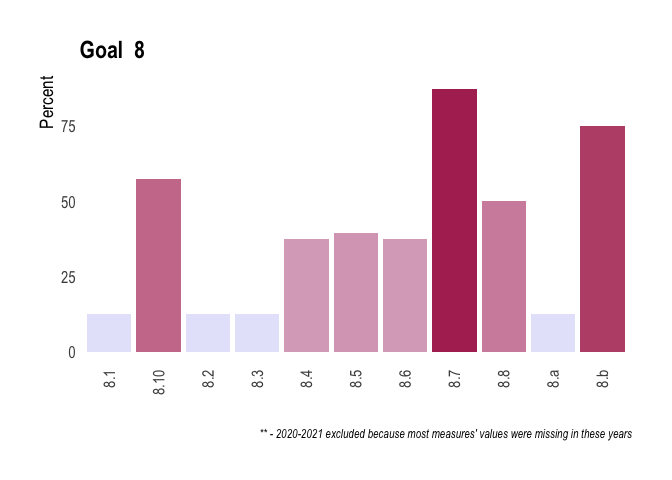 Goal  8
Percent
75
50
25
0
8.1
8.10
8.2
8.3
8.4
8.5
8.6
8.7
8.8
8.a
8.b
** - 2020-2021 excluded because most measures' values were missing in these years